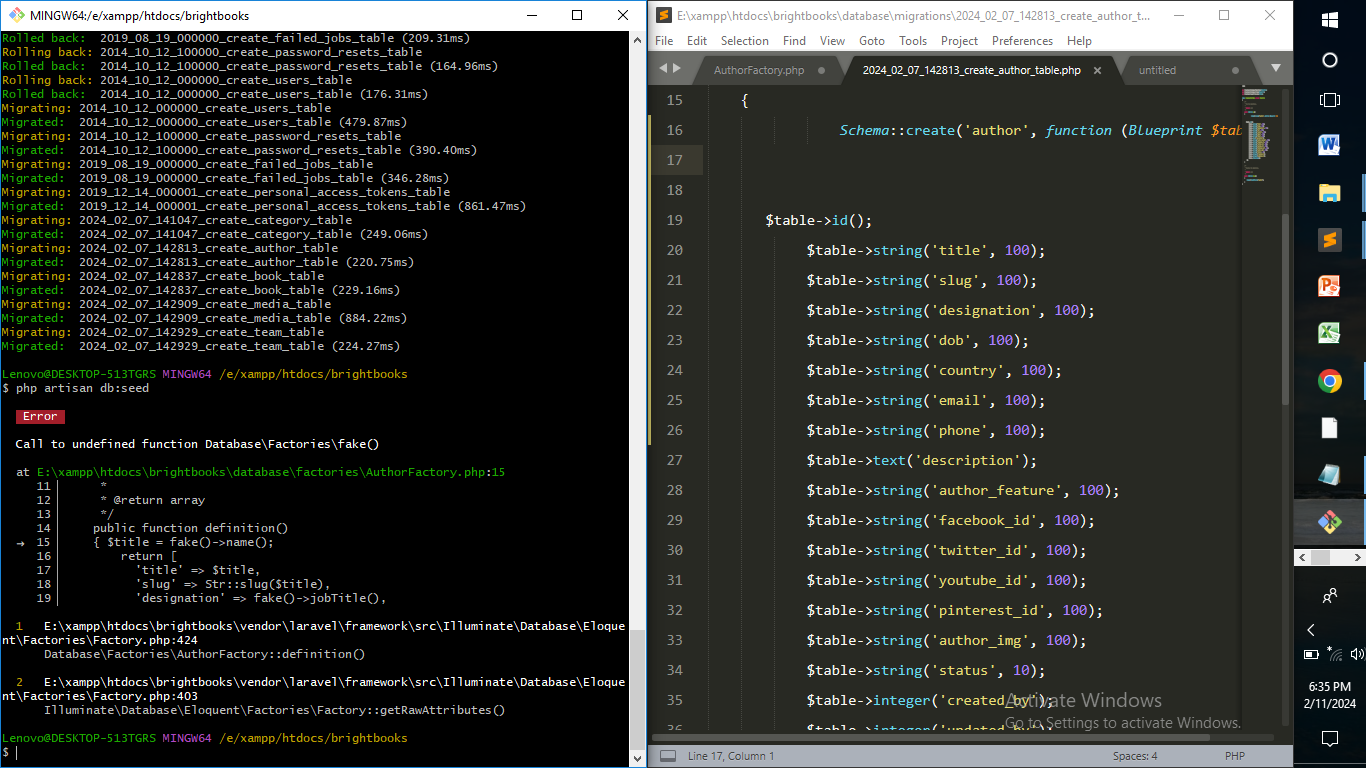 MINGW64:/e/xampp/htdocs/brightbooks
Rolled back:  2019_08_19_000000_create_failed_jobs_table (209.31ms)
Rolling back: 2014_10_12_100000_create_password_resets_table
Rolled back:  2014_10_12_100000_create_password_resets_table (164.96ms)
Rolling back: 2014_10_12_000000_create_users_table
Rolled back:  2014_10_12_000000_create_users_table (176.31ms)
Migrating: 2014_10_12_000000_create_users_table
Migrated:  2014_10_12_000000_create_users_table (479.87ms)
Migrating: 2014_10_12_100000_create_password_resets_table
Migrated:  2014_10_12_100000_create_password_resets_table (390.40ms)
Migrating: 2019_08_19_000000_create_failed_jobs_table
Migrated:  2019_08_19_000000_create_failed_jobs_table (346.28ms)
Migrating: 2019_12_14_000001_create_personal_access_tokens_table
Migrated:  2019_12_14_000001_create_personal_access_tokens_table (861.47ms)
Migrating: 2024_02_07_141047_create_category_table
Migrated:  2024_02_07_141047_create_category_table (249.06ms)
Migrating: 2024_02_07_142813_create_author_table
Migrated:  2024_02_07_142813_create_author_table (220.75ms)
Migrating: 2024_02_07_142837_create_book_table
Migrated:  2024_02_07_142837_create_book_table (229.16ms)
Migrating: 2024_02_07_142909_create_media_table
Migrated:  2024_02_07_142909_create_media_table (884.22ms)
Migrating: 2024_02_07_142929_create_team_table
Migrated:  2024_02_07_142929_create_team_table (224.27ms)
Lenovo@DESKTOP-513TGRS MINGW64 /e/xampp/htdocs/brightbooks
$ php artisan db:seed
Error
Call to undefined function Database\Factories\fake()
at E:\xampp\htdocs\brightbooks\database\factories\AuthorFactory.php:15
11 *
12 * @return array
13 */
14 public function definition()
→ 15 { $title = fake()->name();
16 return [
17 'title' => $title,
18 'slug' => Str::slug($title),
19 'designation' => fake()->jobTitle(),
1 E:\xampp\htdocs\brightbooks\vendor\laravel\framework\src\Illuminate\Database\Eloque
nt\Factories\Factory.php:424
Database\Factories\AuthorFactory::definition()
2 E:\xampp\htdocs\brightbooks\vendor\laravel\framework\src\Illuminate\Database\Eloque
nt\Factories\Factory.php:403
Illuminate\Database\Eloquent\Factories\Factory::getRawAttributes()
Lenovo@DESKTOP-513TGRS MINGW64 /e/xampp/htdocs/brightbooks
$
E:\xampp\htdocs\brightbooks\database\migrations\2024_02_07_142813_create_author_t...
File Edit Selection Find View Goto Tools Project Preferences Help
AuthorFactory.php 2024_02_07_142813_create_author_table.php untitled
15 {
16 Schema::create('author', function (Blueprint $tab
17
18
19 $table->id();
20 $table->string('title', 100);
21 $table->string('slug', 100);
22 $table->string('designation', 100);
23 $table->string('dob', 100);
24 $table->string('country', 100);
25 $table->string('email', 100);
26 $table->string('phone', 100);
27 $table->text('description');
28 $table->string('author_feature', 100);
29 $table->string('facebook_id', 100);
30 $table->string('twitter_id', 100);
31 $table->string('youtube_id', 100);
32 $table->string('pinterest_id', 100);
33 $table->string('author_img', 100);
34 $table->string('status', 10);
35 $table->integer('created_by');
36 $table->integer('updated_by');
Activate Windows
Go to Settings to activate Windows.
Line 17, Column 1 Spaces: 4 PHP
6:35 PM
2/11/2024